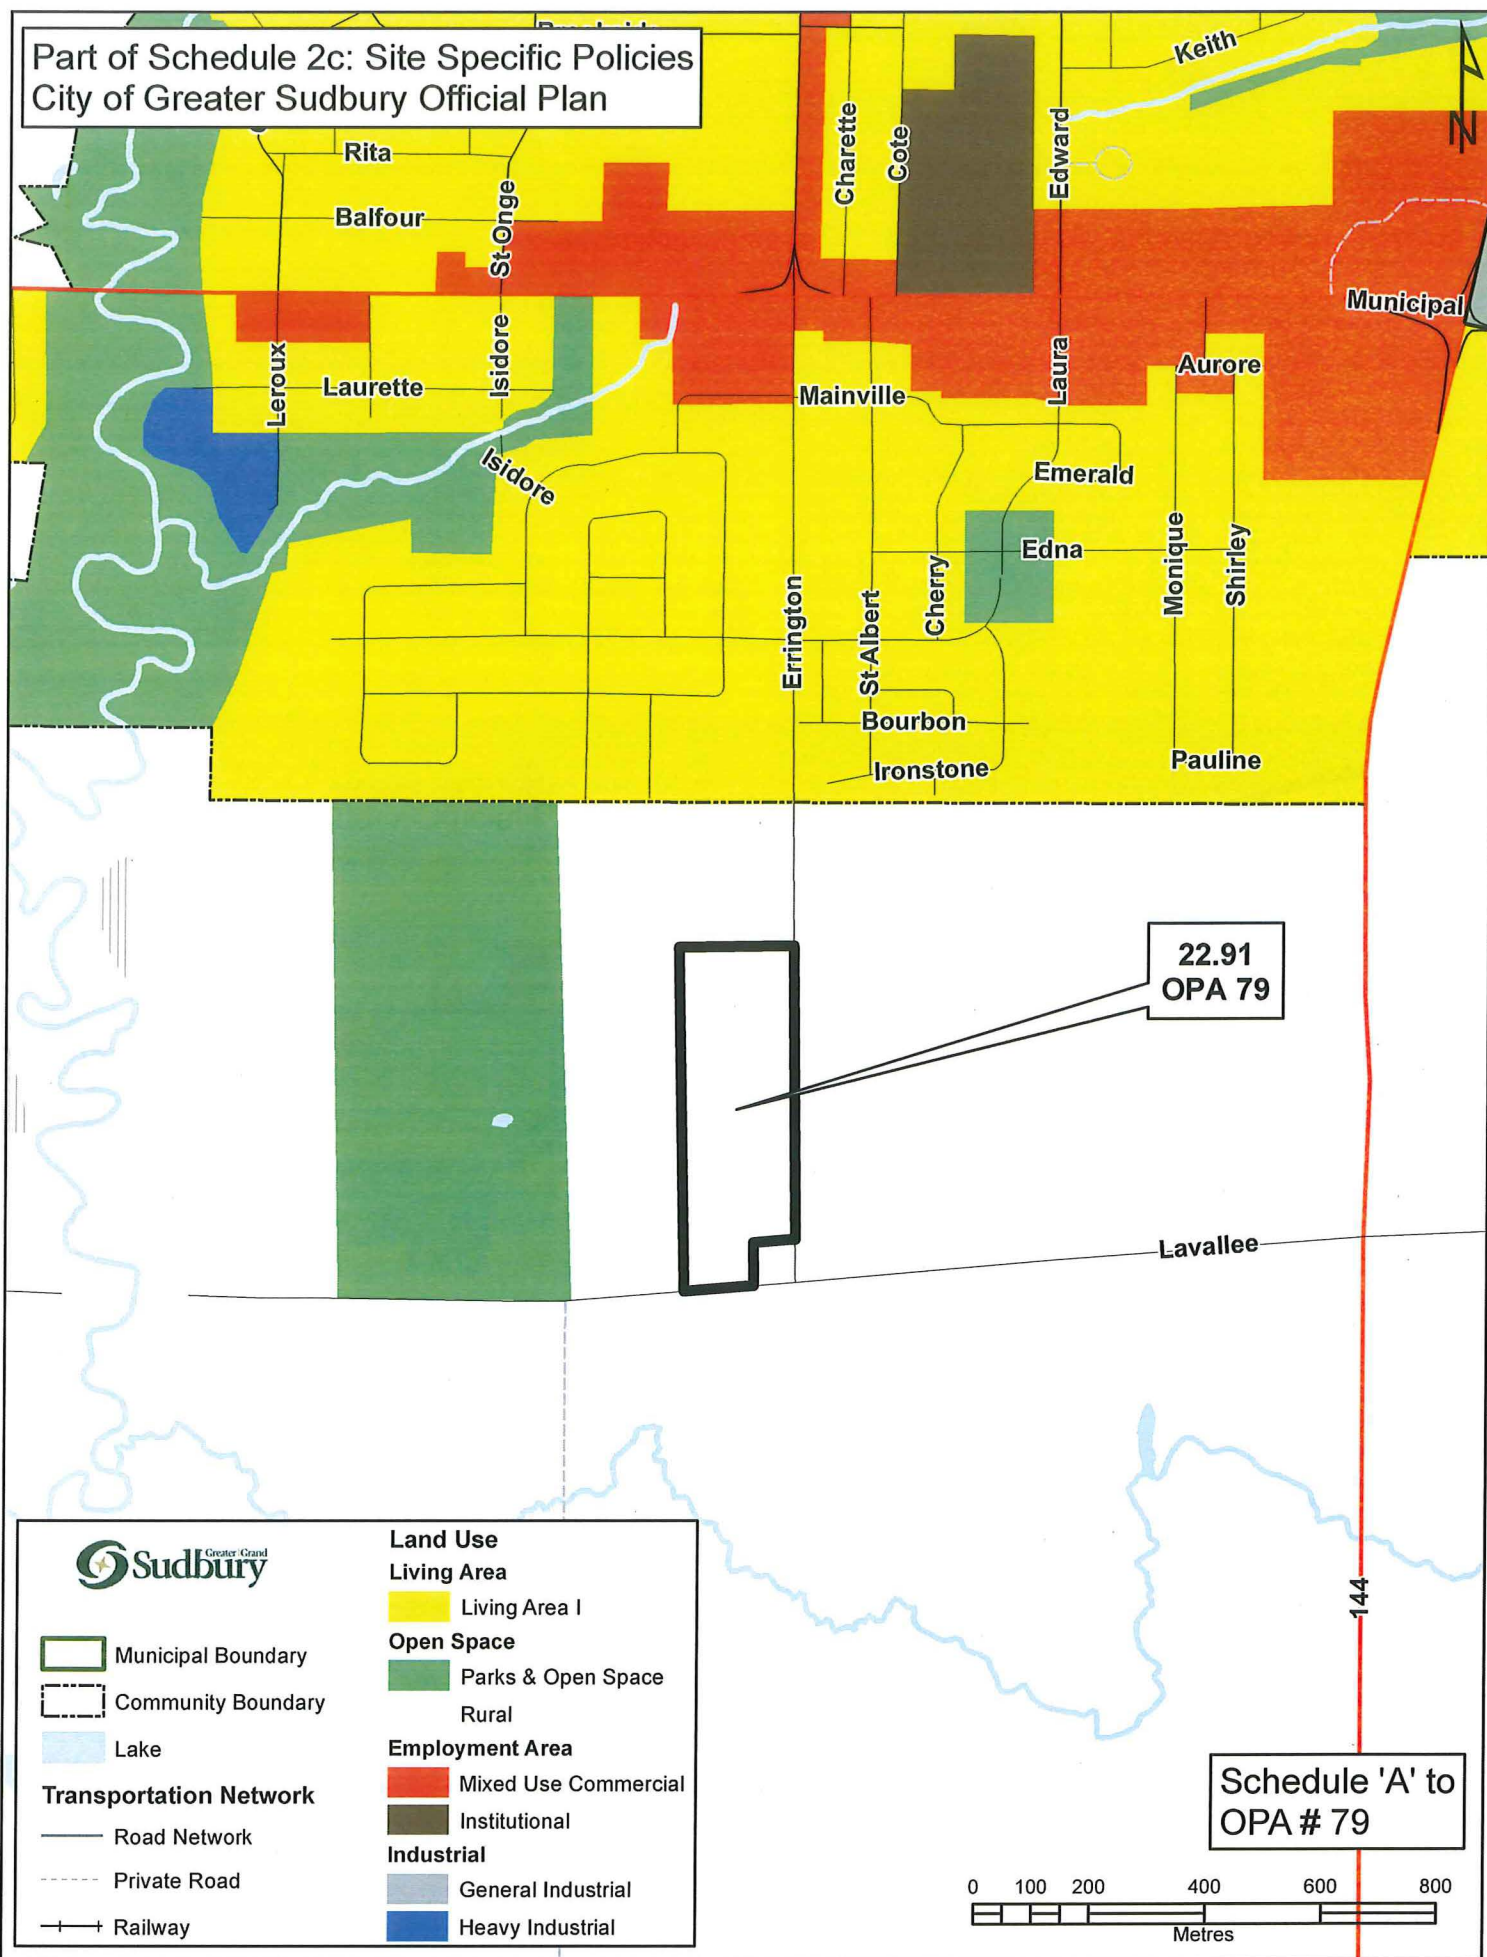 Part of Schedule 2c: Site Specific Policies
City of Greater Sudbury Official Plan
Keith
N
Rita
Charette
Cote
Edward
Balfour
St-Onge
Municipal
Leroux
Isidore
Laurette
Laura
Aurore
Mainville
Isidore
Emerald
Edna
Errington
St-Albert
Cherry
Monique
Shirley
Bourbon
Ironstone
Pauline
22.91
OPA 79
Lavallee
144
Greater Grand
Sudbury
Municipal Boundary
Community Boundary
Lake
Transportation Network
Road Network
Private Road
Railway
Land Use
Living Area
Living Area I
Open Space
Parks & Open Space
Rural
Employment Area
Mixed Use Commercial
Institutional
Industrial
General Industrial
Heavy Industrial
Schedule 'A' to
OPA # 79
0 100 200 400 600 800
Metres